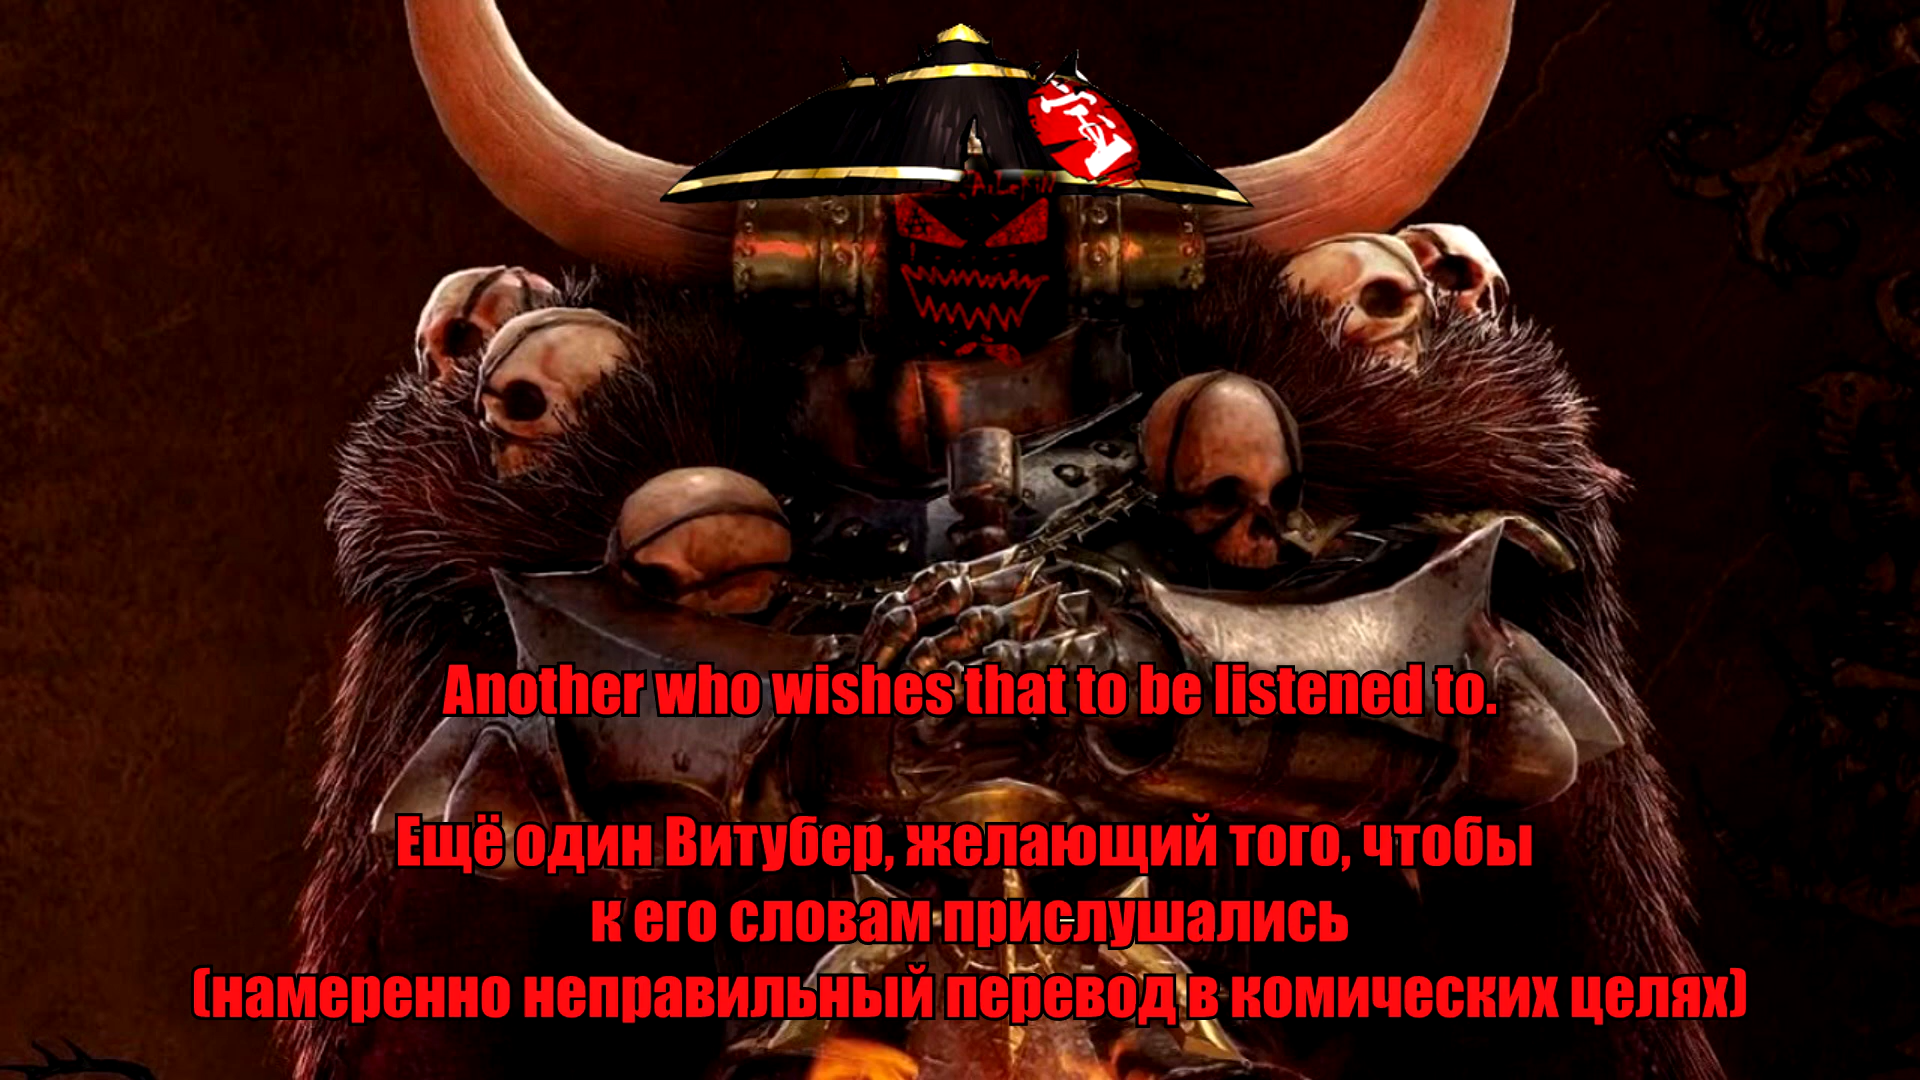 Another who wishes that to be listened to.
Ещё один Витубер, желающий того, чтобы
к его словам прислушались
(намеренно неправильный перевод в комических целях)